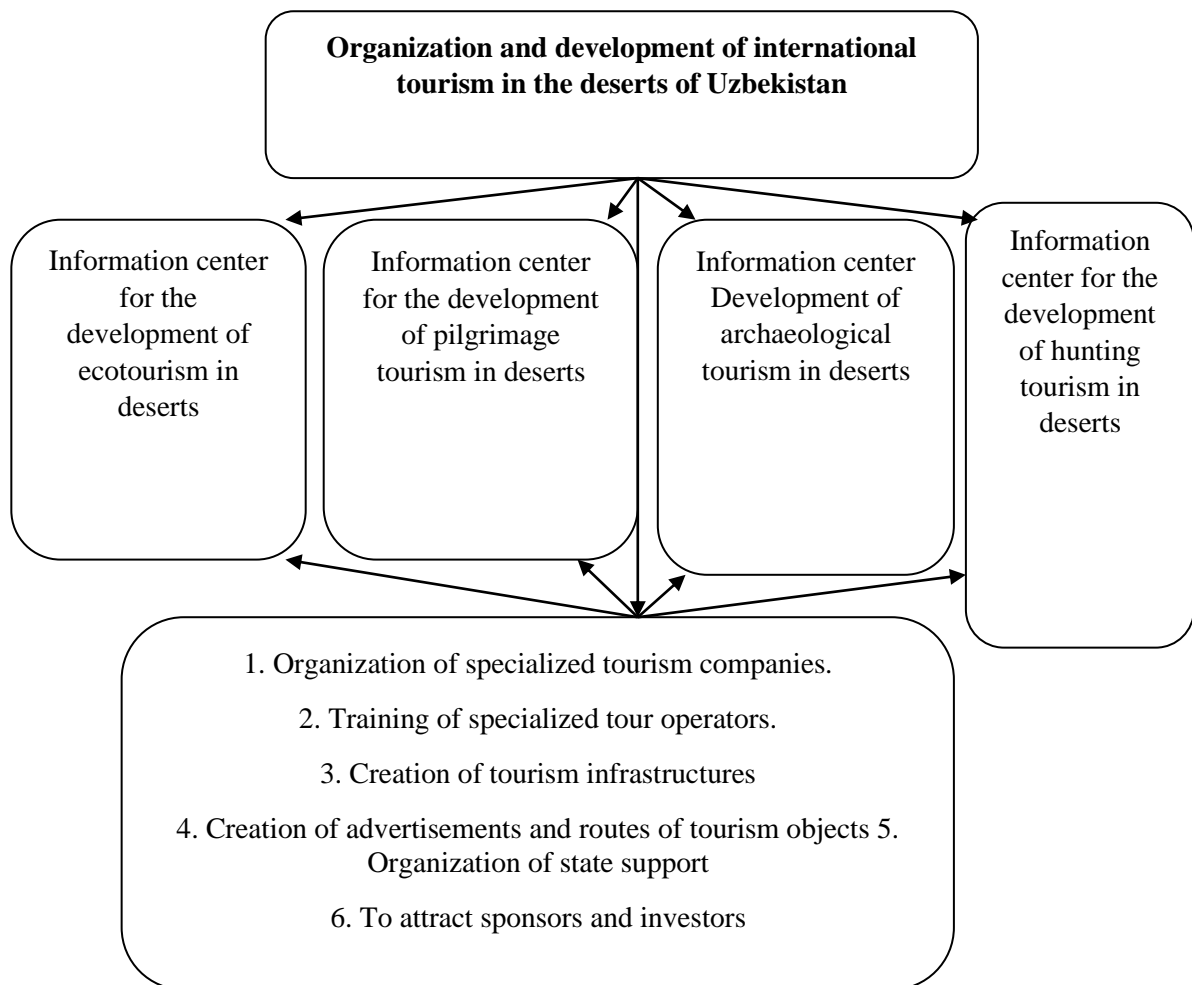 Organization and development of international
tourism in the deserts of Uzbekistan
Information center
for the
development of
ecotourism in
deserts
Information center
for the development
of pilgrimage
tourism in deserts
Information center
Development of
archaeological
tourism in deserts
Information
center for the
development
of hunting
tourism in
deserts
1. Organization of specialized tourism companies.
2. Training of specialized tour operators.
3. Creation of tourism infrastructures
4. Creation of advertisements and routes of tourism objects 5.
Organization of state support
6. To attract sponsors and investors